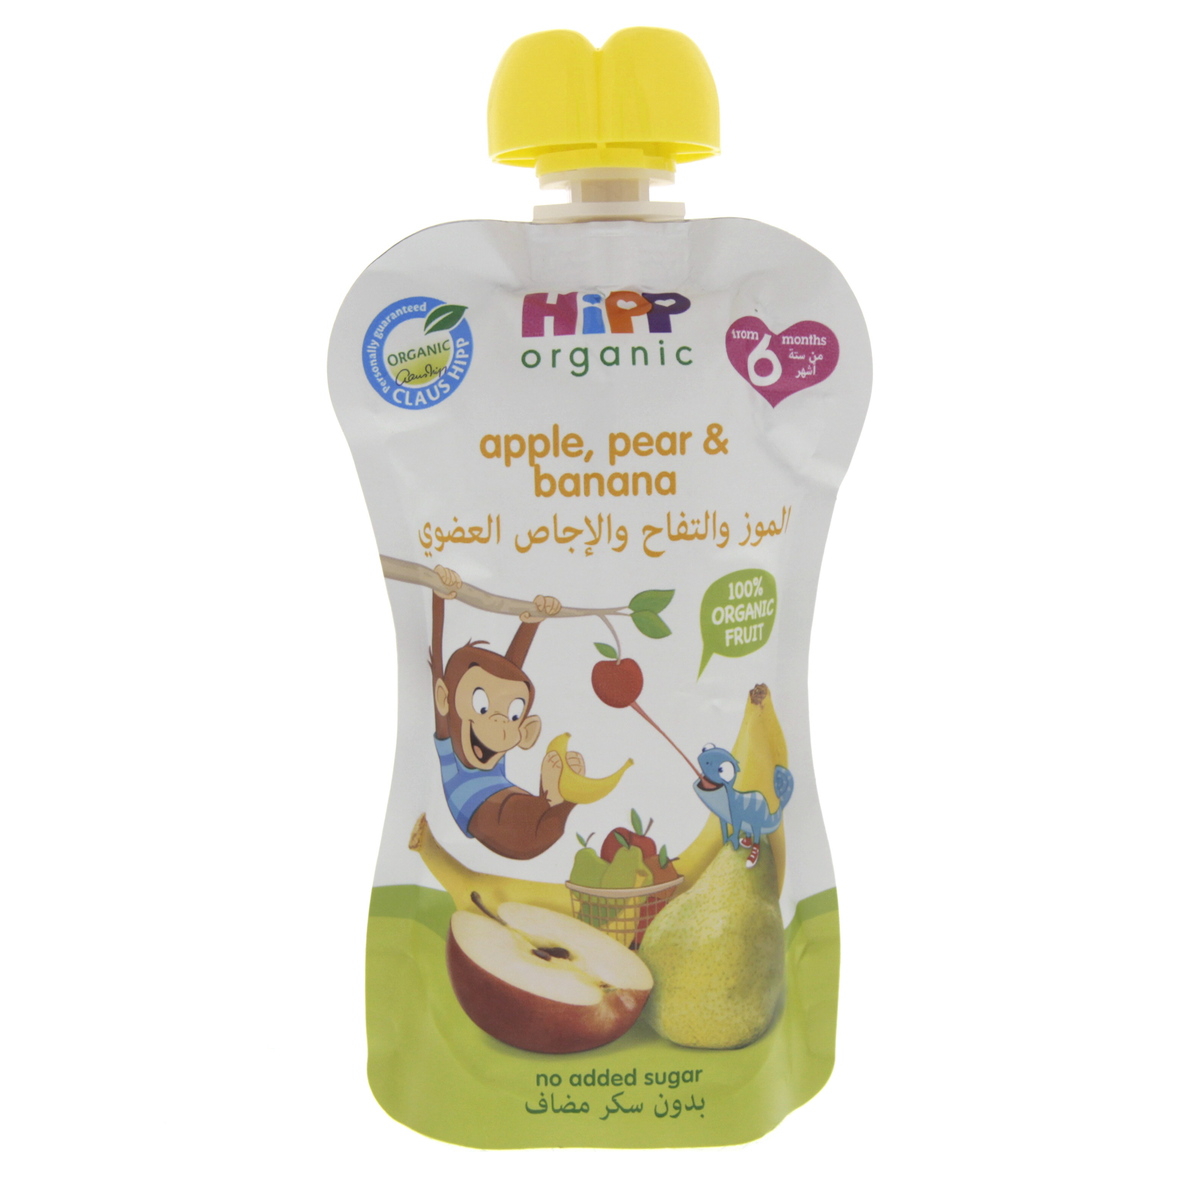 Personally guaranteed
ORGANIC
CLAUS HIPP
HiPP
organic
from 6 months
من ستة
أشهر
apple, pear &
banana
الموز والتفاح والإجاص العضوي
100%
ORGANIC
FRUIT
no added sugar
بدون سكر مضاف